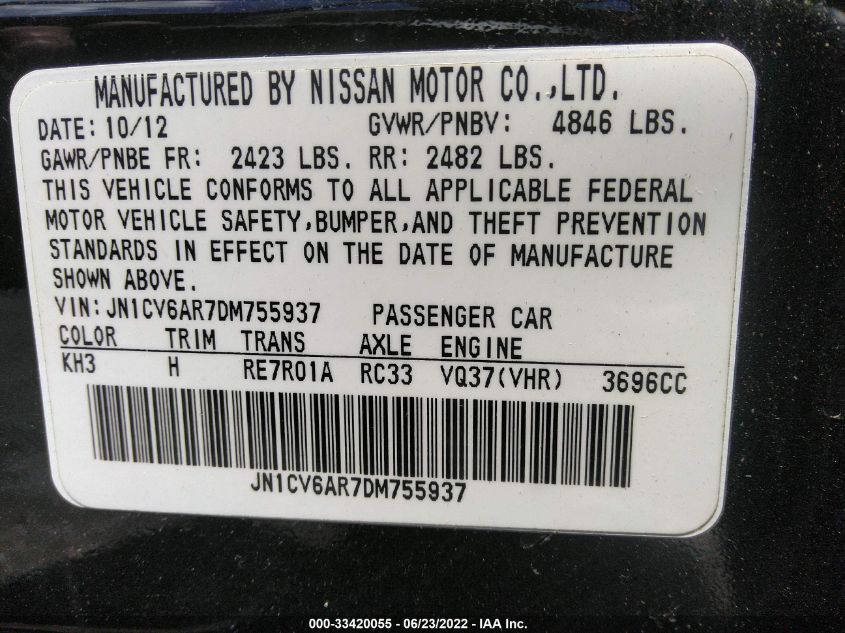 MANUFACTURED BY NISSAN MOTOR CO.,LTD.
DATE: 10/12 GVWR/PNBV: 4846 LBS.
GAWR/PNBE FR: 2423 LBS. RR: 2482 LBS.
THIS VEHICLE CONFORMS TO ALL APPLICABLE FEDERAL
MOTOR VEHICLE SAFETY,BUMPER,AND THEFT PREVENTION
STANDARDS IN EFFECT ON THE DATE OF MANUFACTURE
SHOWN ABOVE.
VIN:JN1CV6AR7DM755937 PASSENGER CAR
COLOR TRIM TRANS AXLE ENGINE
KH3 H RE7R01A RC33 VQ37(VHR) 3696CC
JN1CV6AR7DM755937
000-33420055 - 06/23/2022 - IAA Inc.